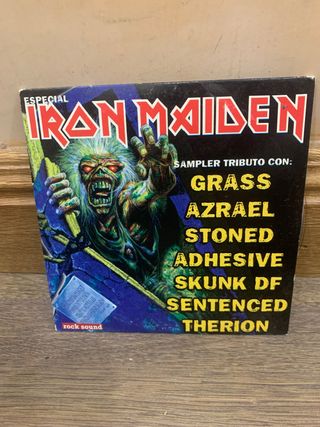 ESPECIAL
IRON MAIDEN
SAMPLER TRIBUTO CON:
GRASS
AZRAEL
STONED
ADHESIVE
SKUNK DF
SENTENCED
THERION
rock sound